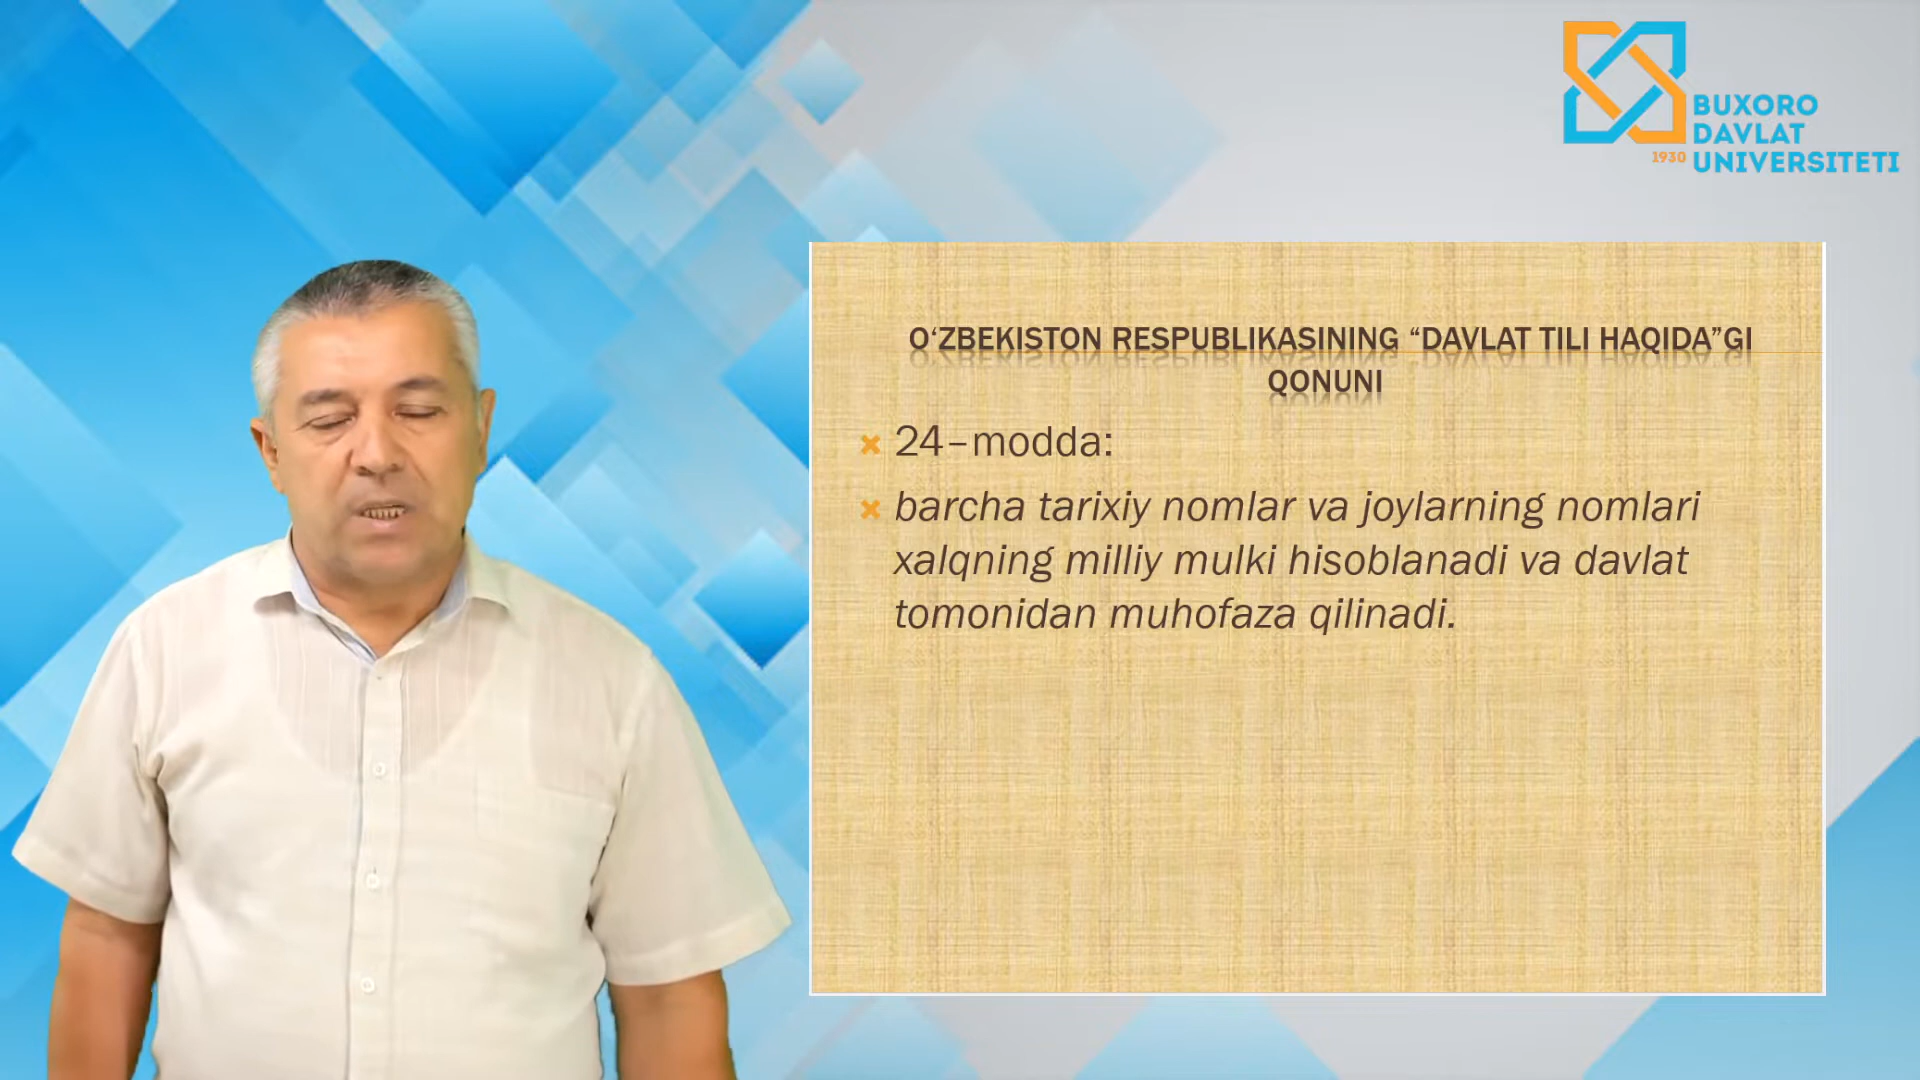 BUXORO
DAVLAT
1930 UNIVERSITETI
O‘ZBEKISTON RESPUBLIKASINING “DAVLAT TILI HAQIDA”GI
QONUNI
24–modda:
barcha tarixiy nomlar va joylarning nomlari
xalqning milliy mulki hisoblanadi va davlat
tomonidan muhofaza qilinadi.